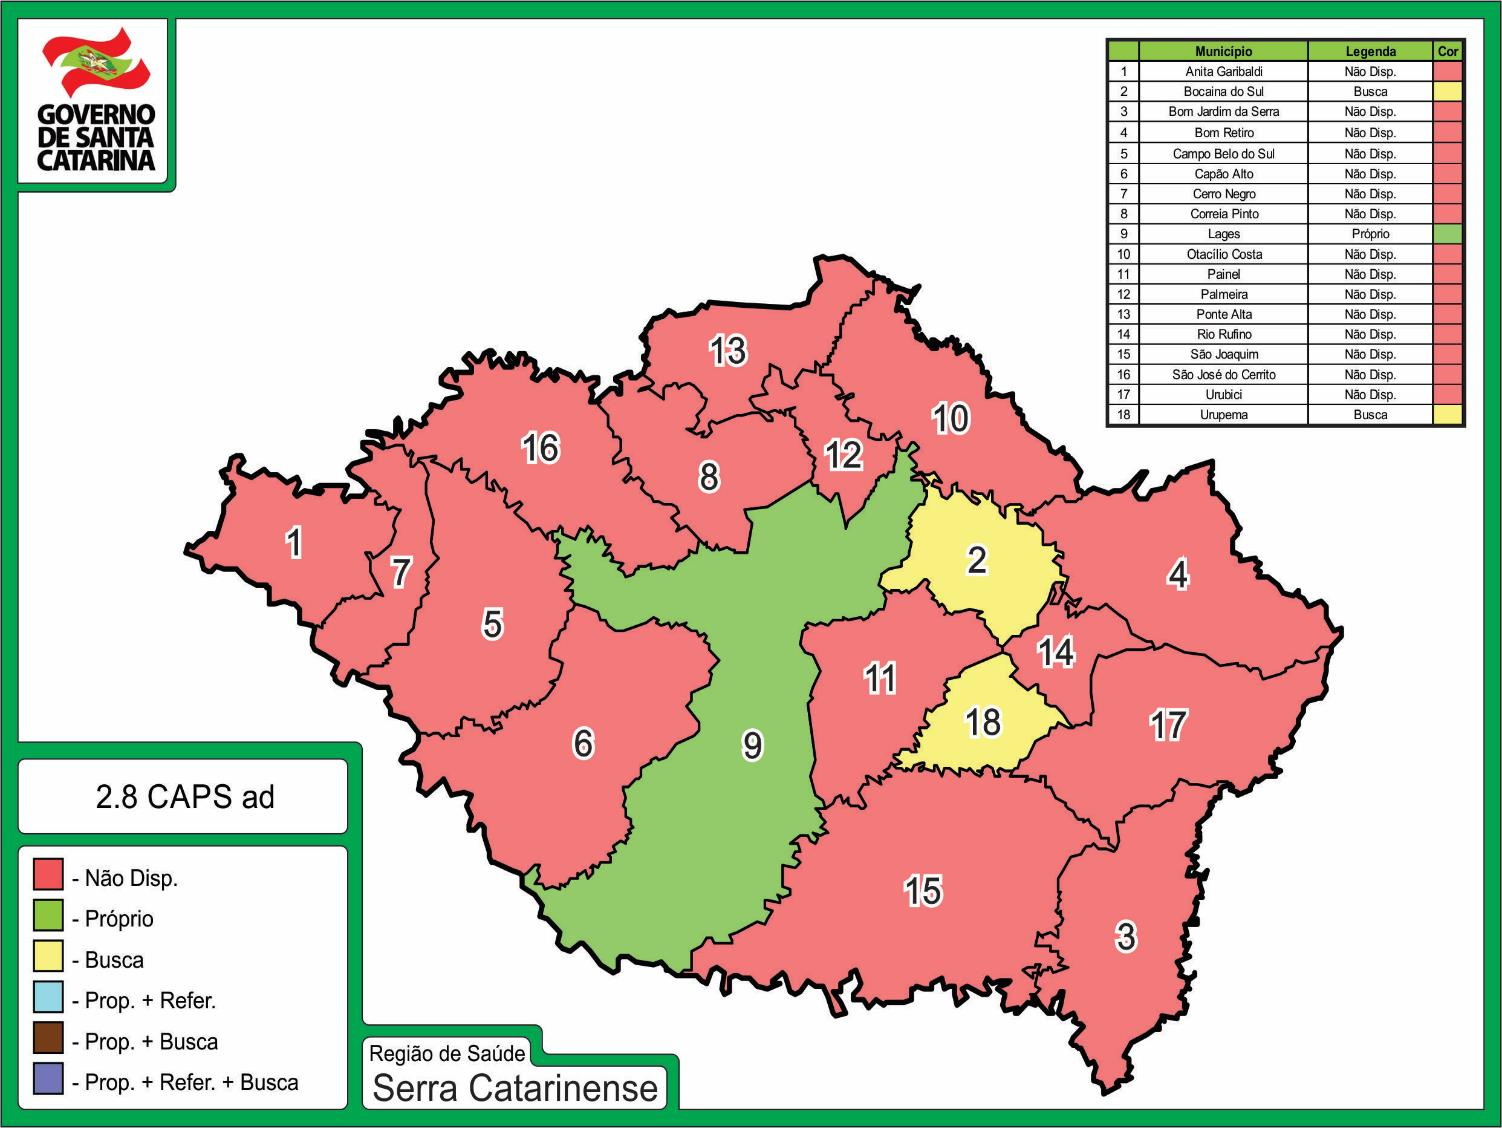 GOVERNO
DE SANTA
CATARINA
Município Legenda Cor
1 Anita Garibaldi Não Disp.
2 Bocaina do Sul Busca
3 Bom Jardim da Serra Não Disp.
4 Bom Retiro Não Disp.
5 Campo Belo do Sul Não Disp.
6 Capão Alto Não Disp.
7 Cerro Negro Não Disp.
8 Correia Pinto Não Disp.
9 Lages Próprio
10 Otacílio Costa Não Disp.
11 Painel Não Disp.
12 Palmeira Não Disp.
13 Ponte Alta Não Disp.
14 Rio Rufino Não Disp.
15 São Joaquim Não Disp.
16 São José do Cerrito Não Disp.
17 Urubici Não Disp.
18 Urupema Busca
13
10
16
12
8
1
2
7
4
5
14
11
18
17
6
9
15
3
2.8 CAPS ad
- Não Disp.
- Próprio
- Busca
- Prop. + Refer.
- Prop. + Busca
- Prop. + Refer. + Busca
Região de Saúde
Serra Catarinense